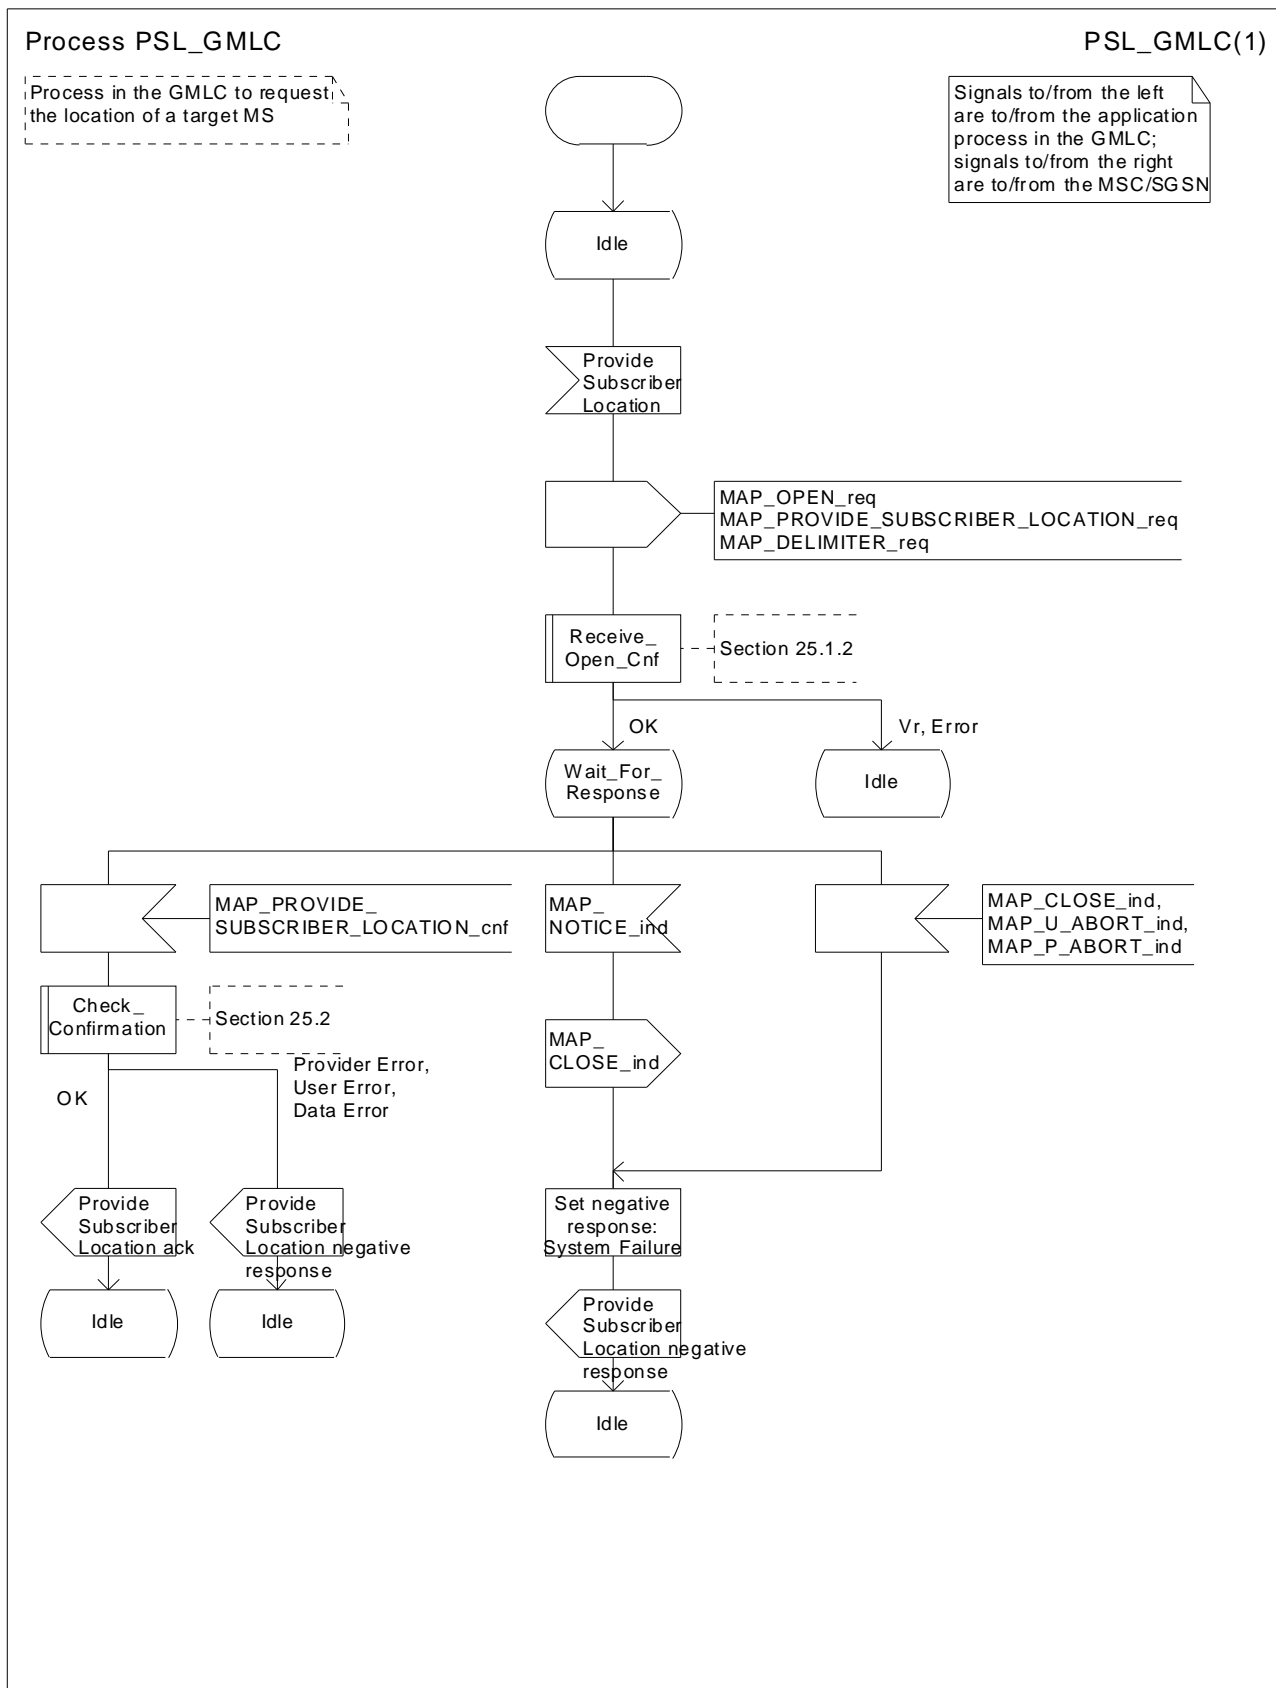 Process PSL_GMLC
PSL_GMLC(1)
Process in the GMLC to request
the location of a target MS
Signals to/from the left
are to/from the application
process in the GMLC;
signals to/from the right
are to/from the MSC/SGSN
Idle
Provide
Subscriber
Location
MAP_OPEN_req
MAP_PROVIDE_SUBSCRIBER_LOCATION_req
MAP_DELIMITER_req
Receive_
Open_Cnf
Section 25.1.2
OK
Vr, Error
Wait_For_
Response
Idle
MAP_PROVIDE_
SUBSCRIBER_LOCATION_cnf
MAP_
NOTICE_ind
MAP_CLOSE_ind,
MAP_U_ABORT_ind,
MAP_P_ABORT_ind
Check_
Confirmation
Section 25.2
MAP_
CLOSE_ind
OK
Provider Error,
User Error,
Data Error
Provide
Subscriber
Location ack
Provide
Subscriber
Location negative
response
Set negative
response:
System Failure
Idle
Idle
Provide
Subscriber
Location negative
response
Idle